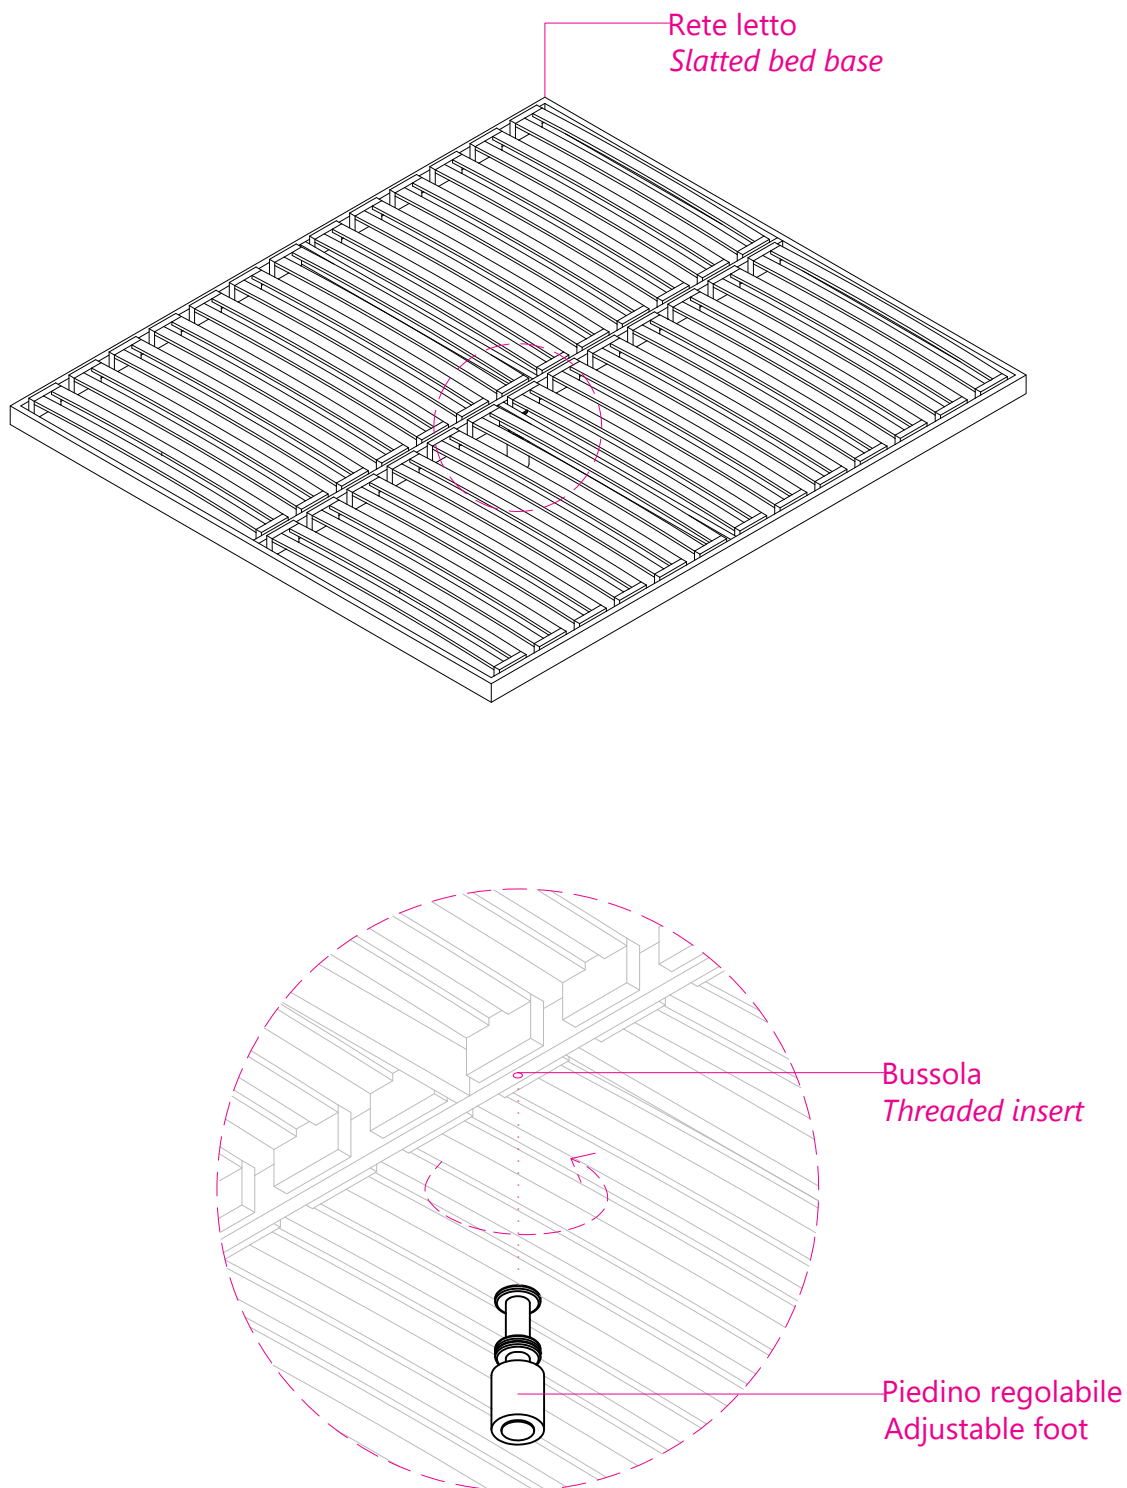 Rete letto
Slatted bed base
Bussola
Threaded insert
Piedino regolabile
Adjustable foot